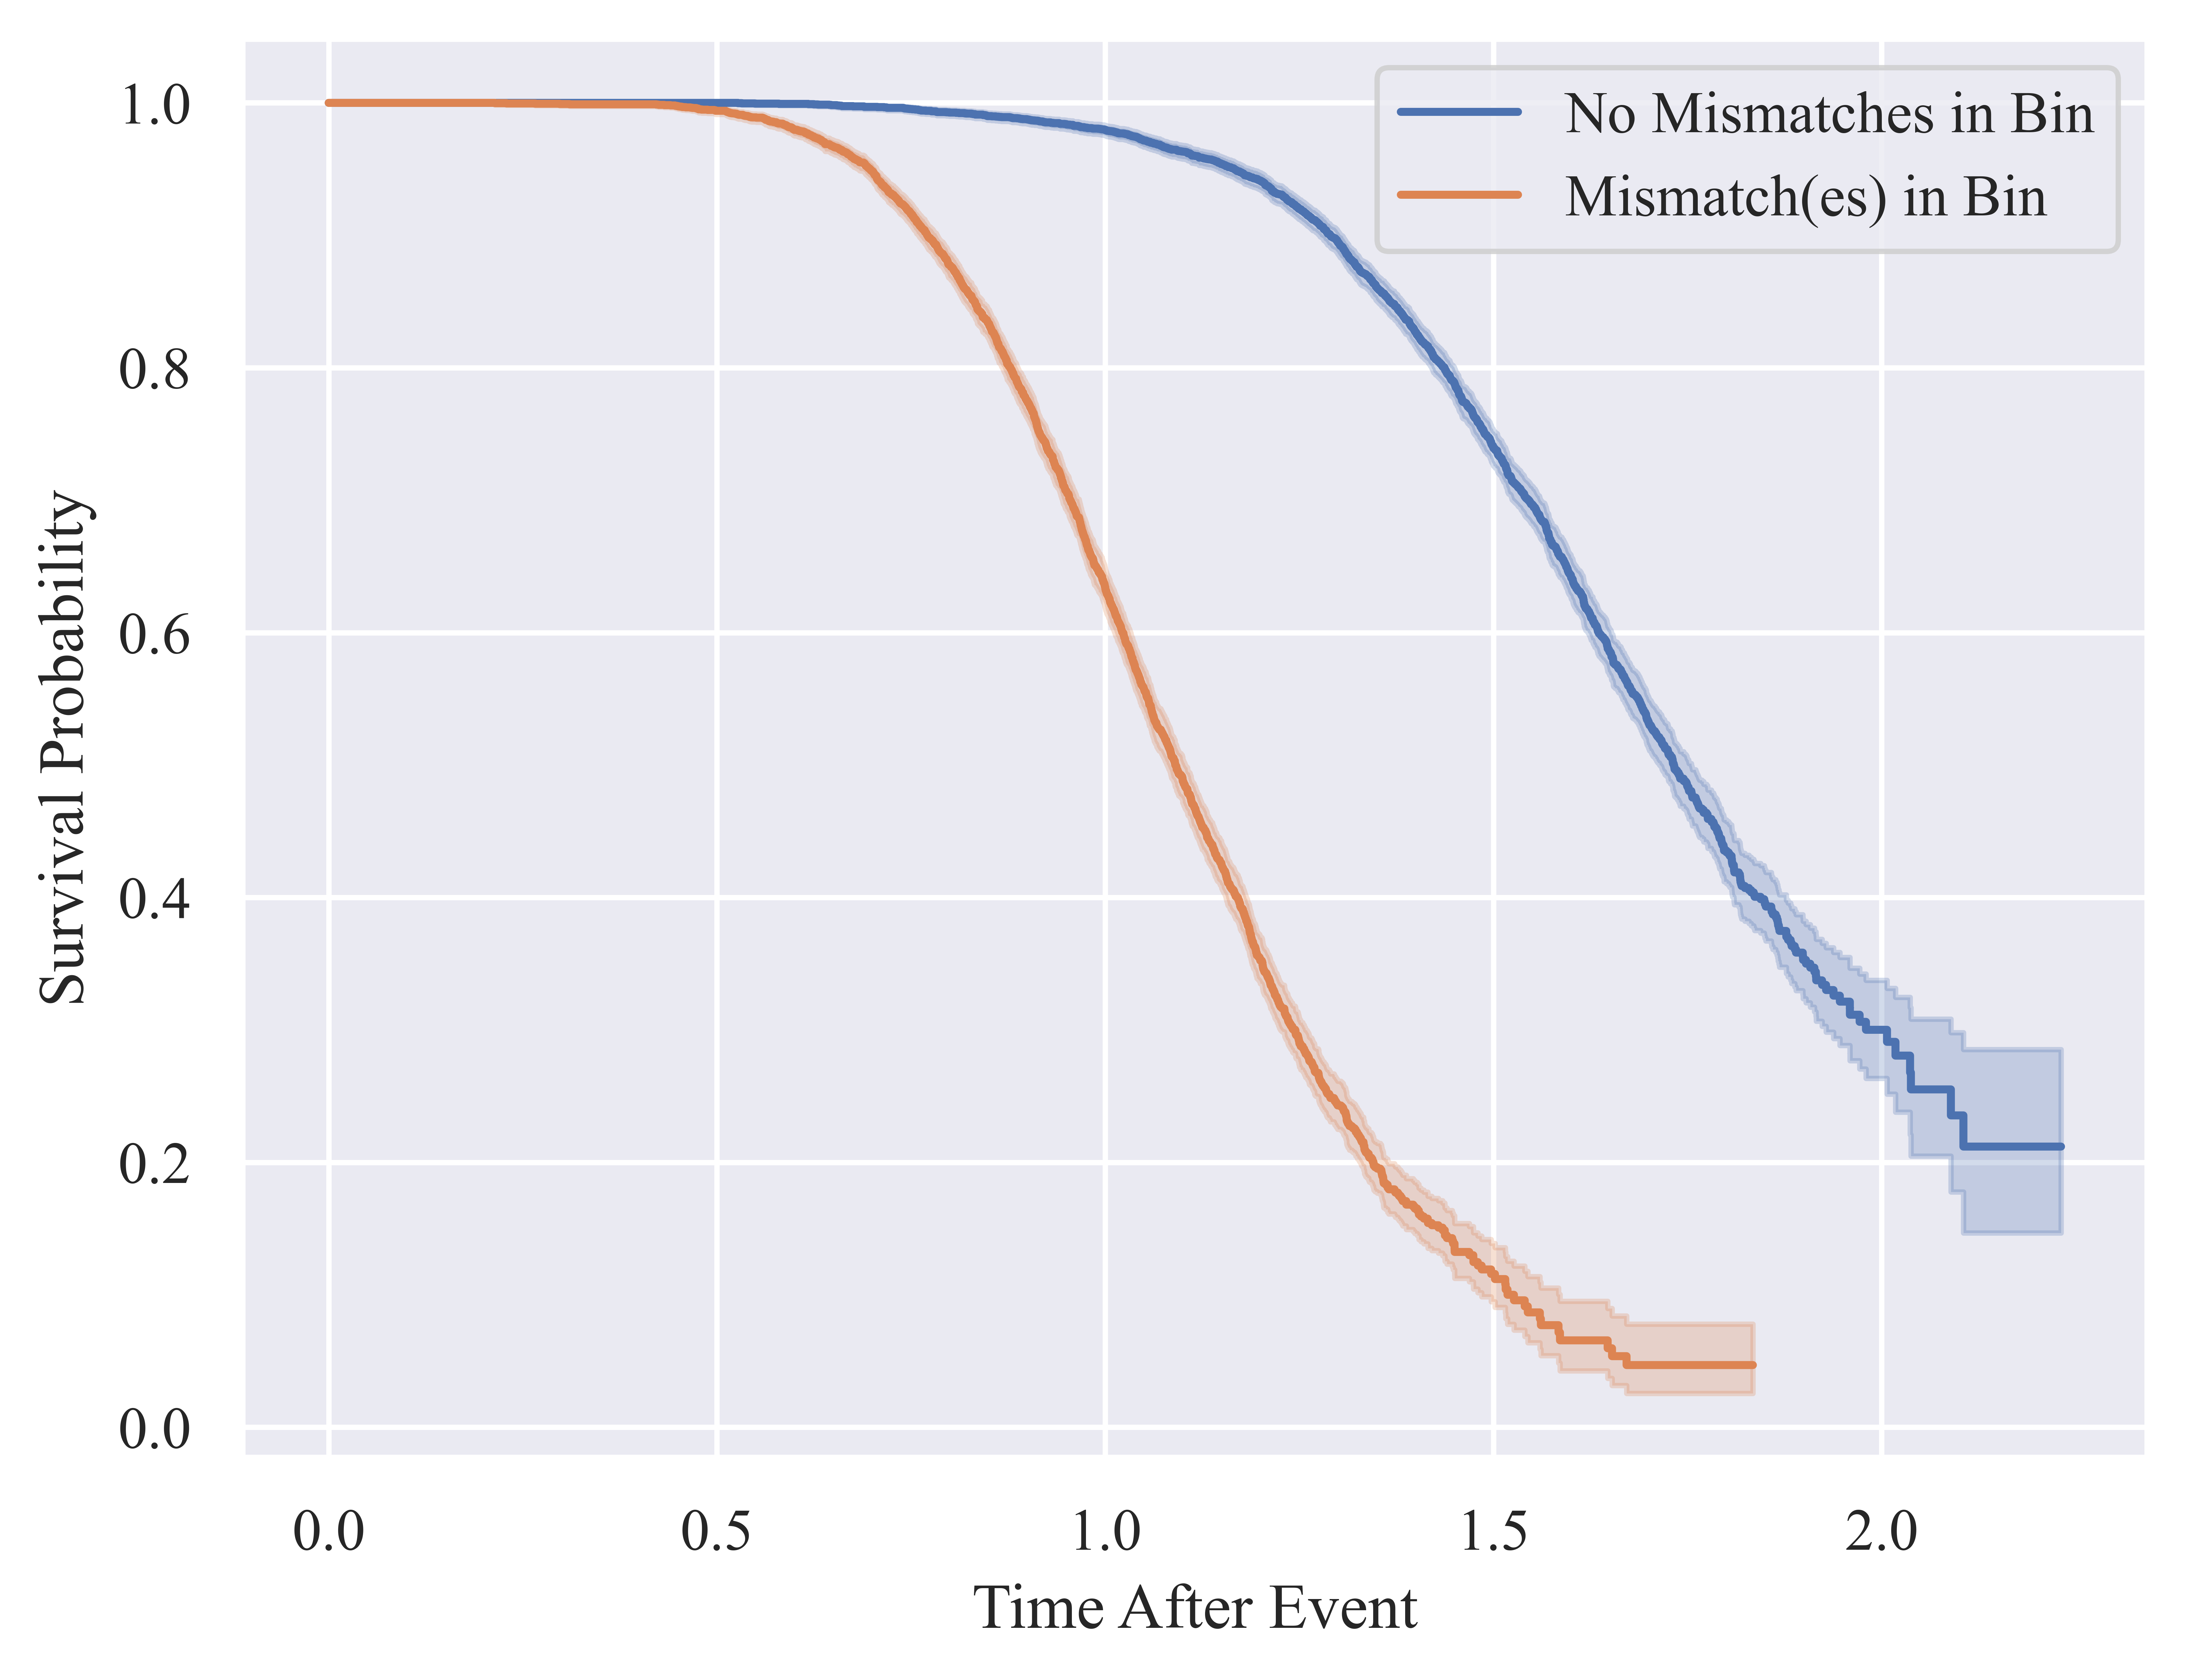 No Mismatches in Bin
Mismatch(es) in Bin
1.0
0.8
0.6
0.4
0.2
0.0
Survival Probability
0.0 0.5 1.0 1.5 2.0
Time After Event